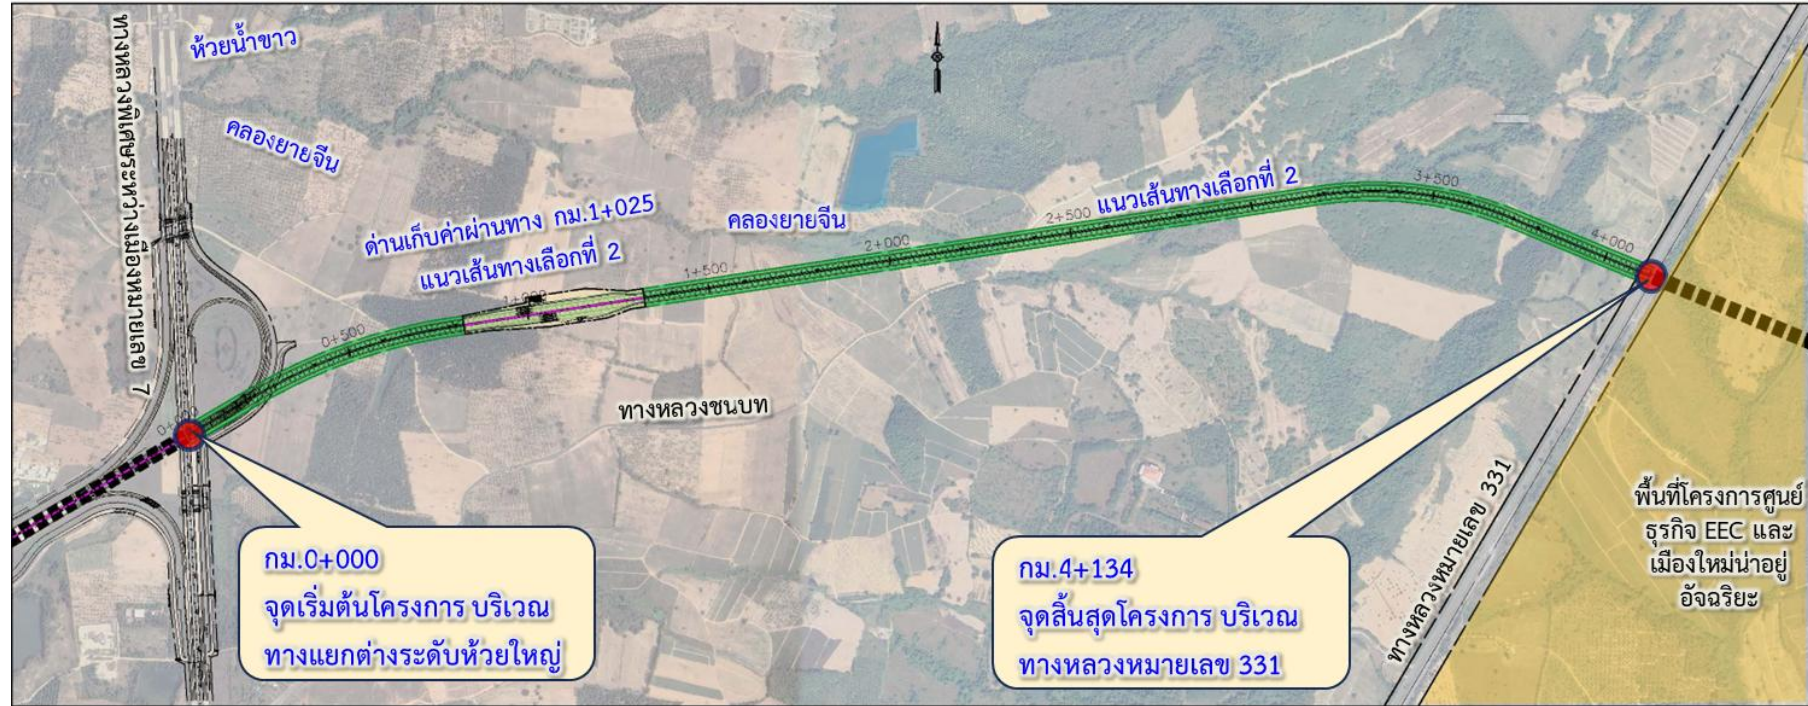 ห้วยน้ำขาว
ทางหลวงพิเศษระหว่างเมืองหมายเลข 7
คลองยายจีน
ด่านเก็บค่าผ่านทาง กม.1+025
แนวเส้นทางเลือกที่ 2
คลองยายจีน
แนวเส้นทางเลือกที่ 2
0+500
1+500
2+000
2+500
3+500
4+000
ทางหลวงชนบท
ทางหลวงหมายเลข 331
กม.0+000
จุดเริ่มต้นโครงการ บริเวณ
ทางแยกต่างระดับห้วยใหญ่
กม.4+134
จุดสิ้นสุดโครงการ บริเวณ
ทางหลวงหมายเลข 331
พื้นที่โครงการศูนย์
ธุรกิจ EEC และ
เมืองใหม่น่าอยู่
อัจฉริยะ